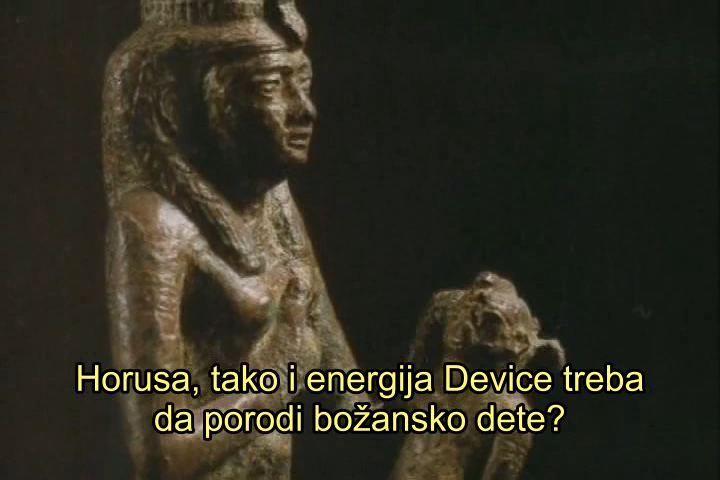 Horusa, tako i energija Device treba
da porodi božansko dete?